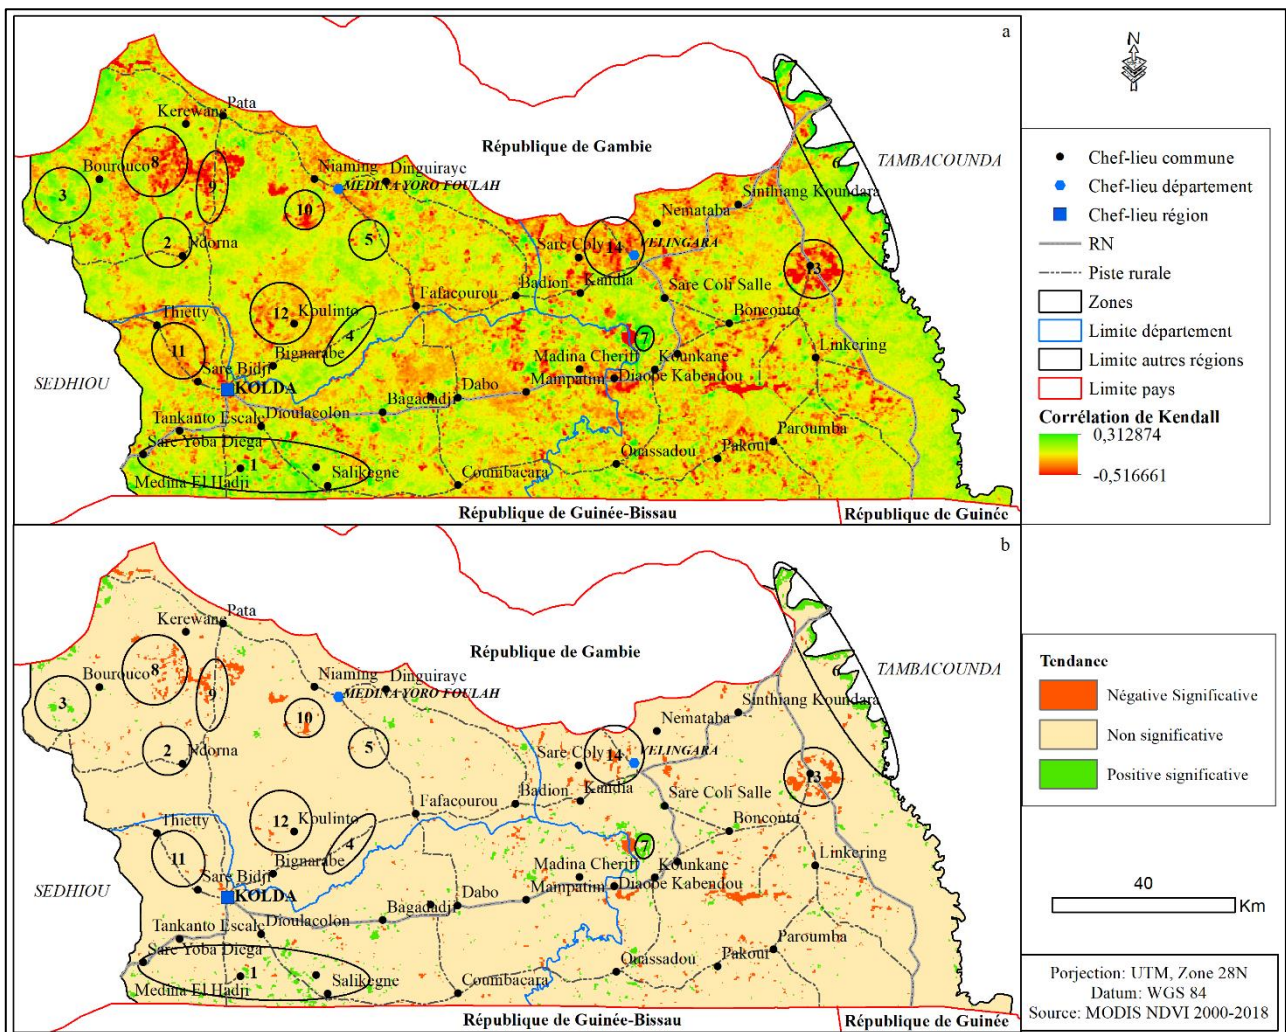 a
N
Kerewane
Pata
République de Gambie
TAMBACOUNDA
Bourouco
8
9
3
Niaming
Dinguiraye
MEDINA YORO FOULAH
6
Sinthiang Koundara
10
Nemataba
2
Ndorna
5
Sare Coly
14
VELINGARA
13
Kandia
Badion
Sare Coli Salle
Fafacourou
Bonconto
12
Koulinto
4
Thietty
11
Bignarabe
7
Madina Cheriff
Kounkane
Linkering
Sare Bidji
SEDHIOU
KOLDA
Mampatim
Diaobe Kabendou
Dabo
Bagadadji
Tankanto Escale
Dioulacolon
Sare Yoba Diega
Paroumba
1
Salikegne
Medina El Hadji
Coumbacara
Ouassadou
Pakour
République de Guinée-Bissau
République de Guinée
Chef-lieu commune
Chef-lieu département
Chef-lieu région
RN
Piste rurale
Zones
Limite département
Limite autres régions
Limite pays
Corrélation de Kendall
0,312874
-0,516661
b
Kerewane
Pata
République de Gambie
TAMBACOUNDA
Bourouco
8
9
3
Niaming
Dinguiraye
MEDINA YORO FOULAH
6
Sinthiang Koundara
10
Nemataba
2
Ndorna
5
Sare Coly
14
VELINGARA
13
Kandia
Badion
Sare Coli Salle
Fafacourou
Bonconto
12
Koulinto
4
Thietty
11
Bignarabe
7
Madina Cheriff
Kounkane
Linkering
Sare Bidji
SEDHIOU
KOLDA
Mampatim
Diaobe Kabendou
Dabo
Bagadadji
Tankanto Escale
Dioulacolon
Sare Yoba Diega
Paroumba
1
Salikegne
Medina El Hadji
Coumbacara
Ouassadou
Pakour
République de Guinée-Bissau
République de Guinée
Tendance
Négative Significative
Non significative
Positive significative
40
Km
Porjection: UTM, Zone 28N
Datum: WGS 84
Source: MODIS NDVI 2000-2018